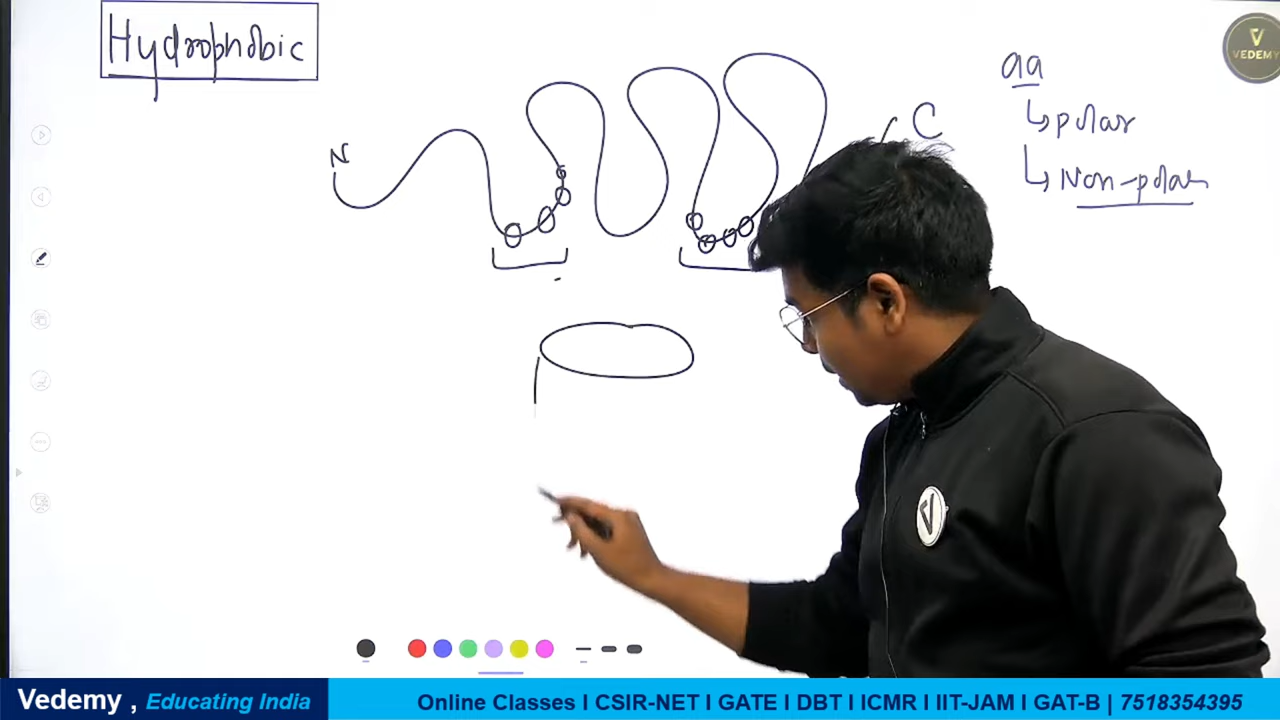 Hydrophobic
N
C
aa
↳ polar
↳ Non-polar
V
VEDEMY
V
Vedemy , Educating India
Online Classes I CSIR-NET I GATE I DBT I ICMR I IIT-JAM I GAT-B | 7518354395